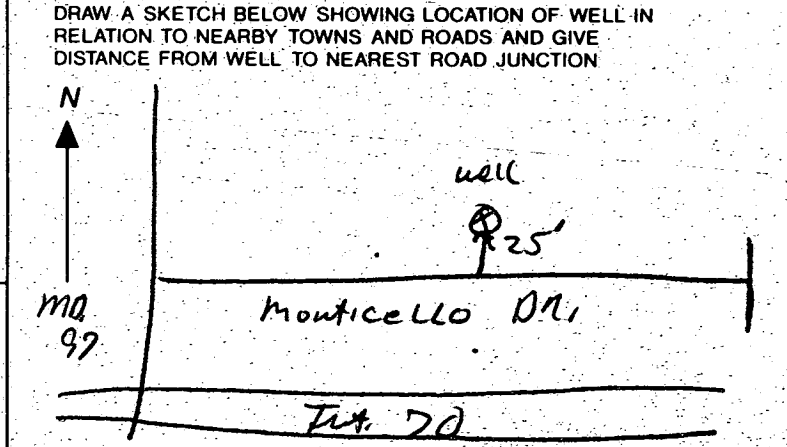 DRAW A SKETCH BELOW SHOWING LOCATION OF WELL IN
RELATION TO NEARBY TOWNS AND ROADS AND GIVE
DISTANCE FROM WELL TO NEAREST ROAD JUNCTION
N
well
25'
MD.
97
Monticello DR.
Int. 70